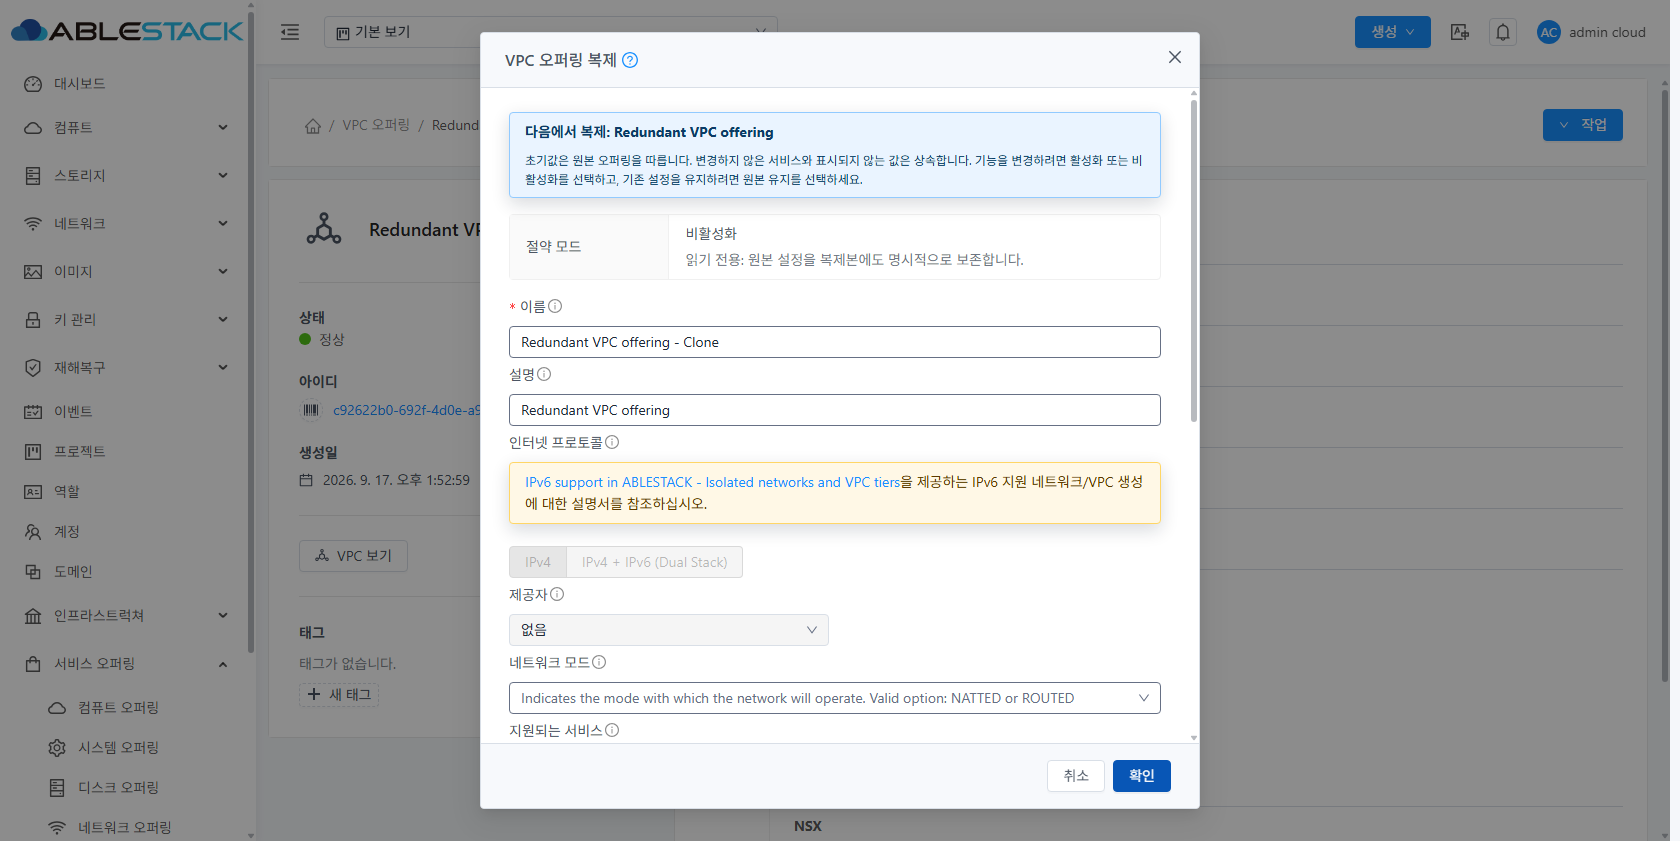 ABLESTACK
기본 보기
생성
AC
admin cloud
대시보드
컴퓨트
스토리지
네트워크
이미지
키 관리
재해복구
이벤트
프로젝트
역할
계정
도메인
인프라스트럭쳐
서비스 오퍼링
컴퓨트 오퍼링
시스템 오퍼링
디스크 오퍼링
네트워크 오퍼링
/ VPC 오퍼링 / Redund
작업
Redundant VP
상태
정상
아이디
c92622b0-692f-4d0e-a9
생성일
2026. 9. 17. 오후 1:52:59
VPC 보기
태그
태그가 없습니다.
새 태그
NSX
VPC 오퍼링 복제
다음에서 복제: Redundant VPC offering
초기값은 원본 오퍼링을 따릅니다. 변경하지 않은 서비스와 표시되지 않는 값은 상속합니다. 기능을 변경하려면 활성화 또는 비
활성화를 선택하고, 기존 설정을 유지하려면 원본 유지를 선택하세요.
절약 모드
비활성화
읽기 전용: 원본 설정을 복제본에도 명시적으로 보존합니다.
* 이름
Redundant VPC offering - Clone
설명
Redundant VPC offering
인터넷 프로토콜
IPv6 support in ABLESTACK - Isolated networks and VPC tiers을 제공하는 IPv6 지원 네트워크/VPC 생성
에 대한 설명서를 참조하십시오.
IPv4
IPv4 + IPv6 (Dual Stack)
제공자
없음
네트워크 모드
Indicates the mode with which the network will operate. Valid option: NATTED or ROUTED
지원되는 서비스
취소
확인